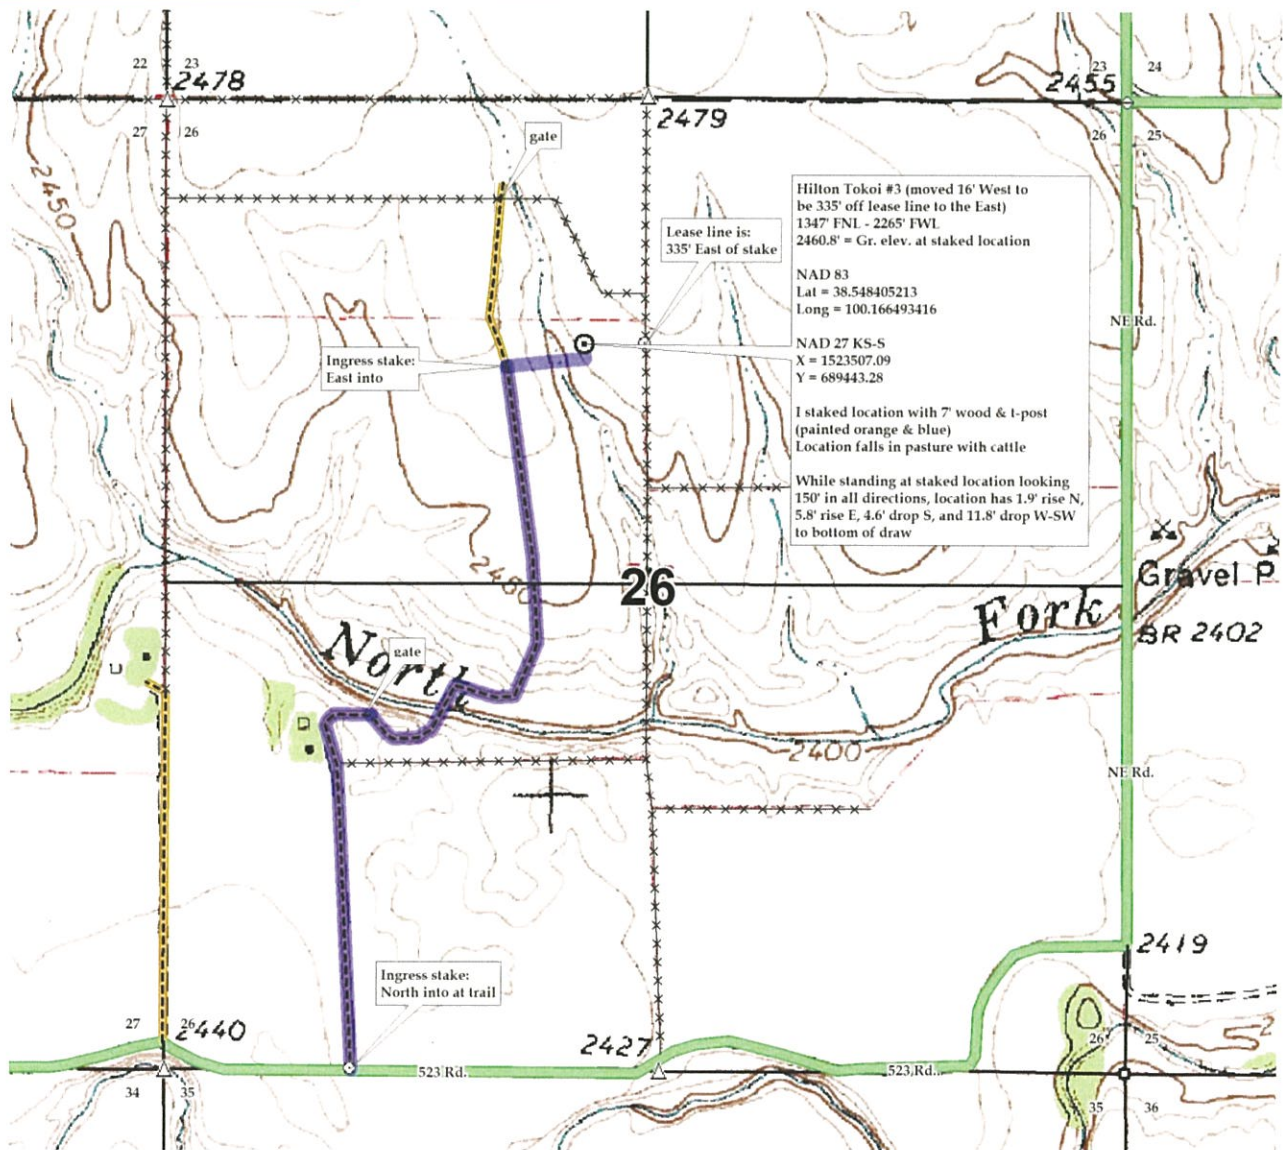 22 23
2478
23 24
2455
27 26
2479
26 25
gate
2450
Hilton Tokoi #3 (moved 16' West to
be 335' off lease line to the East)
1347' FNL - 2265' FWL
2460.8' = Gr. elev. at staked location
NAD 83
Lat = 38.548405213
Long = 100.166493416
NAD 27 KS-S
X = 1523507.09
Y = 689443.28
I staked location with 7' wood & t-post
(painted orange & blue)
Location falls in pasture with cattle
While standing at staked location looking
150' in all directions, location has 1.9' rise N,
5.8' rise E, 4.6' drop S, and 11.8' drop W-SW
to bottom of draw
Lease line is:
335' East of stake
NE Rd.
Ingress stake:
East into
2450
26
Gravel P
North Fork
BR 2402
gate
2400
NE Rd.
2419
Ingress stake:
North into at trail
27 26
2440
2427
26 25
523 Rd.
523 Rd.
34 35
35 36